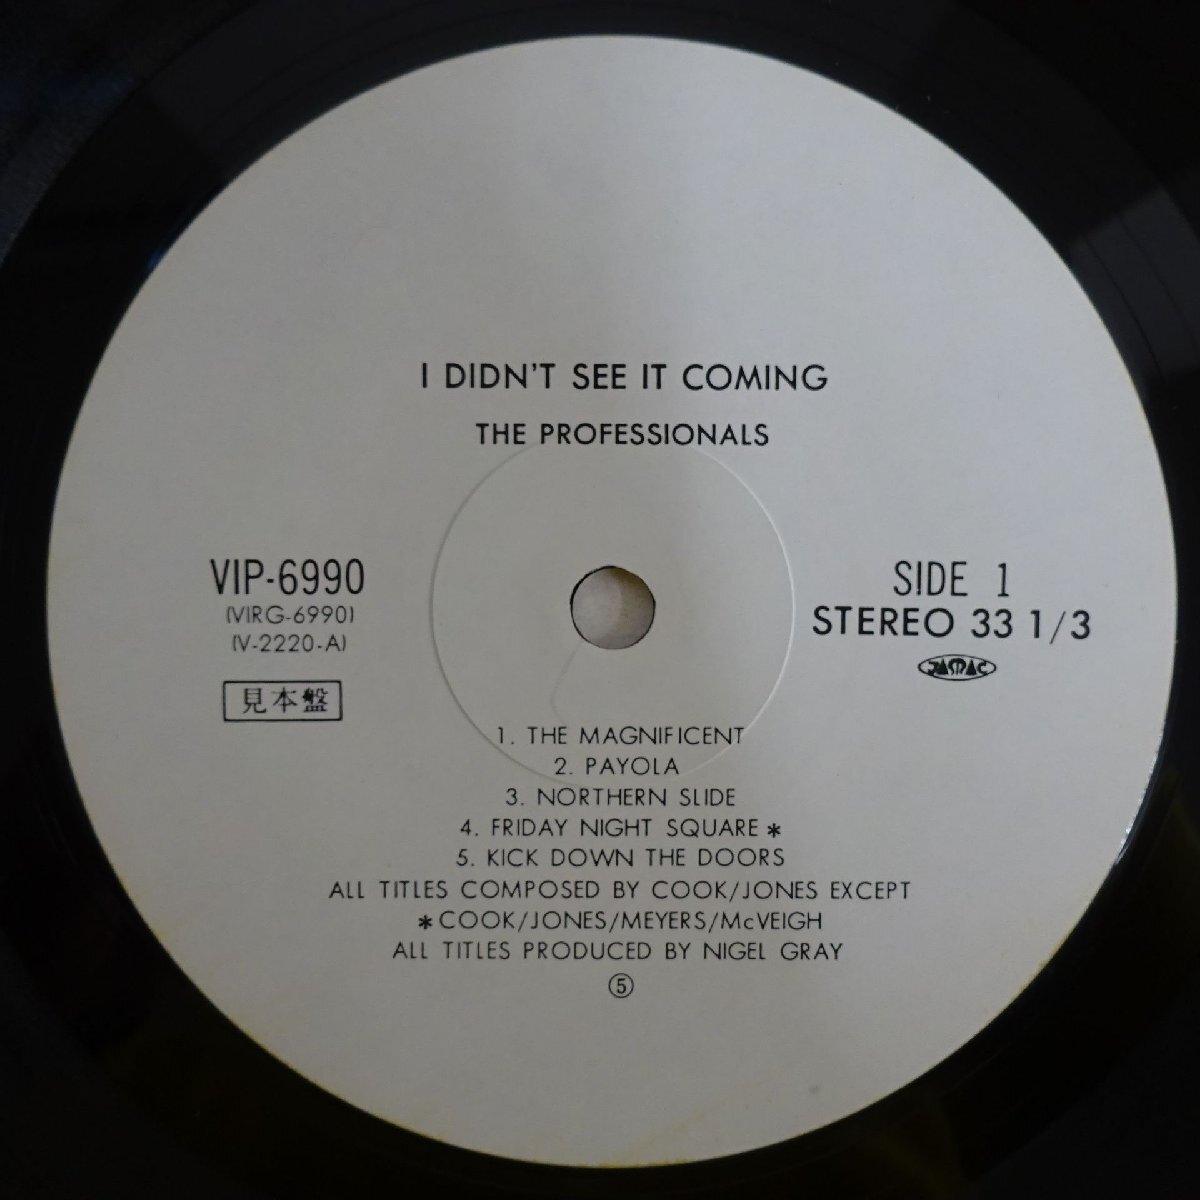 I DIDN'T SEE IT COMING
THE PROFESSIONALS
VIP-6990
(VIRG-6990)
(V-2220-A)
見本盤
SIDE 1
STEREO 33 1/3
JASRAC
1. THE MAGNIFICENT
2. PAYOLA
3. NORTHERN SLIDE
4. FRIDAY NIGHT SQUARE *
5. KICK DOWN THE DOORS
ALL TITLES COMPOSED BY COOK/JONES EXCEPT
*COOK/JONES/MEYERS/McVEIGH
ALL TITLES PRODUCED BY NIGEL GRAY
⑤